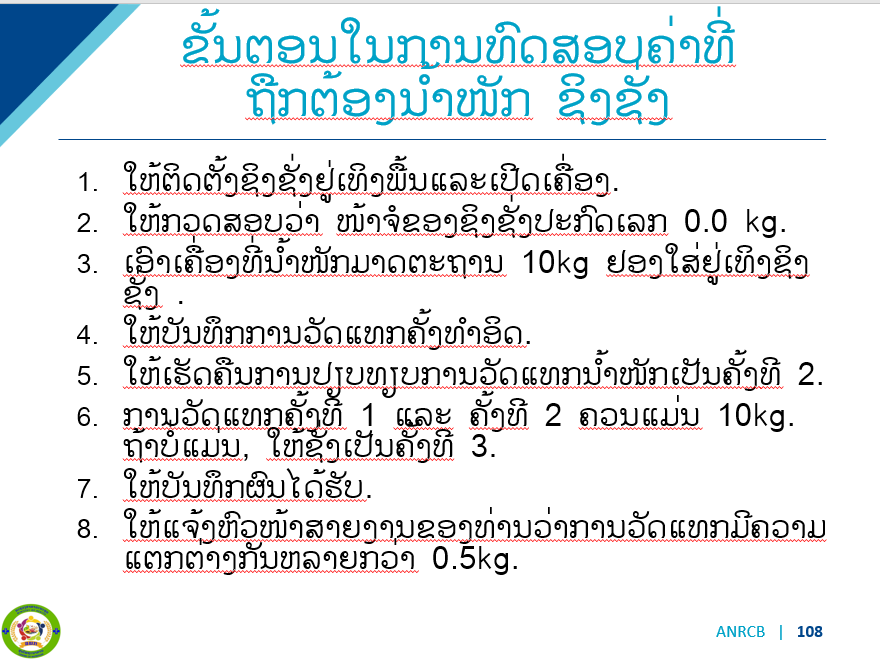 ຂັ້ນຕອນໃນການທົດສອບຄ່າທີ່
ຖືກຕ້ອງນ້ຳໜັກ ຊິງຊັ່ງ
1. ໃຫ້ຕິດຕັ້ງຊິງຊັ່ງຢູ່ເທິງພື້ນແລະເປີດເຄື່ອງ.
2. ໃຫ້ກວດສອບວ່າ ໜ້າຈໍຂອງຊິງຊັ່ງປະກົດເລກ 0.0 kg.
3. ເອົາເຄື່ອງທີ່ນ້ຳໜັກມາດຕະຖານ 10kg ຢອງໃສ່ຢູ່ເທິງຊິງ
ຊັ່ງ .
4. ໃຫ້ບັນທຶກການວັດແທກຄັ້ງທຳອິດ.
5. ໃຫ້ເຮັດຄືນການປຽບທຽບການວັດແທກນ້ຳໜັກເປັນຄັ້ງທີ 2.
6. ການວັດແທກຄັ້ງທີ່ 1 ແລະ ຄັ້ງທີ 2 ຄວນແມ່ນ 10kg.
ຖ້າບໍ່ແມ່ນ, ໃຫ້ຊັ່ງເປັນຄັ້ງທີ່ 3.
7. ໃຫ້ບັນທຶກຜົນໄດ້ຮັບ.
8. ໃຫ້ແຈ້ງຫົວໜ້າສາຍງານຂອງທ່ານວ່າການວັດແທກມີຄວາມ
ແຕກຕ່າງກັນຫລາຍກວ່າ 0.5kg.
ANRCB | 108